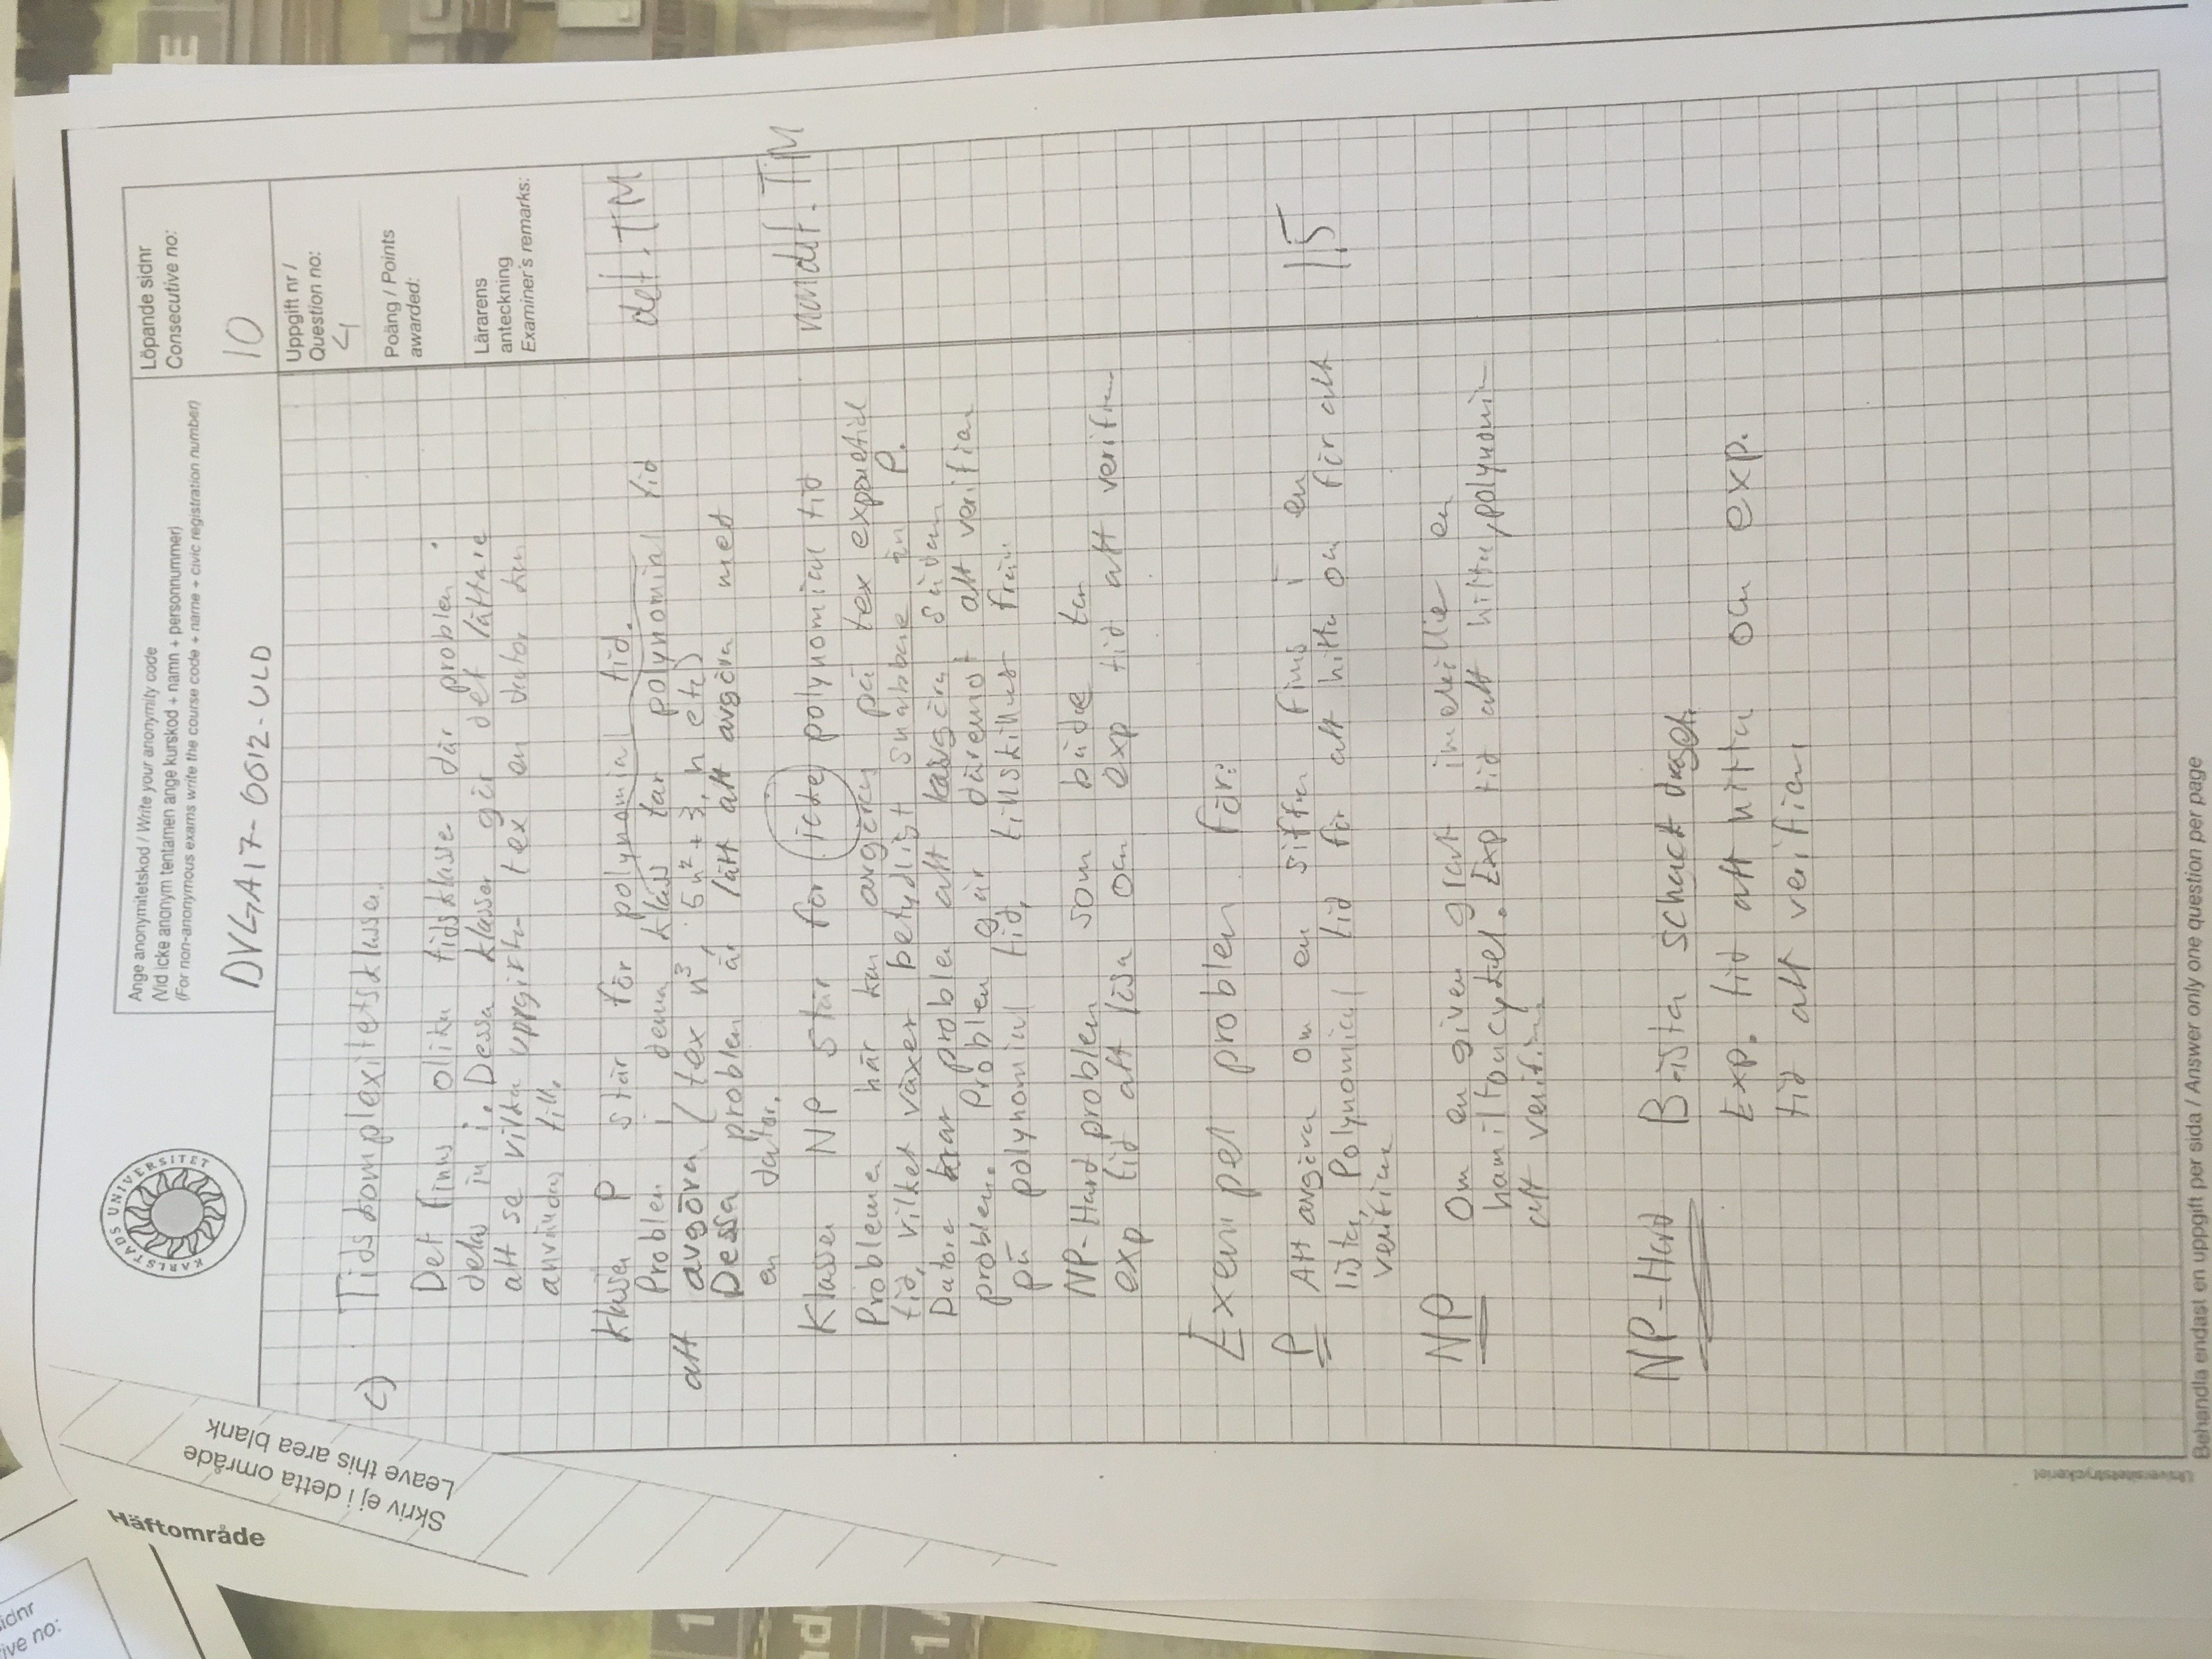 sidnr
ive no:
Häftområde
Skriv ej i detta område
Leave this area blank
KARLSTADS UNIVERSITET
Ange anonymitetskod / Write your anonymity code
(Vid icke anonym tentamen ange kurskod + namn + personnummer)
(For non-anonymous exams write the course code + name + civic registration number)
DVGA17-0012-ULD
Löpande sidnr
Consecutive no:
10
Uppgift nr /
Question no:
4
Poäng / Points
awarded:
Lärarens
anteckning
Examiner's remarks:
c) Tidskomplexitetsklasser
Det finns olika tidsklasser där problem
delas in i. Dessa klasser gör det lättare
att se vilka uppgifter tex en dator kan
användas till.
Klassen P står för polynomial tid.
det. TM
Problem i denna klass tar polynomial tid
att avgöra (tex n³, 5n²+3, n etc)
Dessa problem är lätt att avgöra med
en dator.
Klassen NP står för icke polynomial tid
nondet. TM
Problemen här kan avgöras på tex exponetiel
tid, vilket växer betydligt snabbare än P.
Datorer har problem att avgöra sådana
problem. Problem går däremot att verifiera
på polynomial tid, tillskillnad från
NP-Hard problem som både tar
exp tid att lösa och exp tid att verifiera
Exempel problem för:
P Att avgöra om en siffra finns i en
lista, Polynomial tid för att hitta och för att
verifiera
1,5
NP Om en given graf inehåller en
hamiltoncykel. Exp tid att hitta, polynomial
att verifiera
NP-Hard Bästa schack draget.
Exp. tid att hitta och exp.
tid att verifiera
Universitetstryckeriet
Behandla endast en uppgift per sida / Answer only one question per page